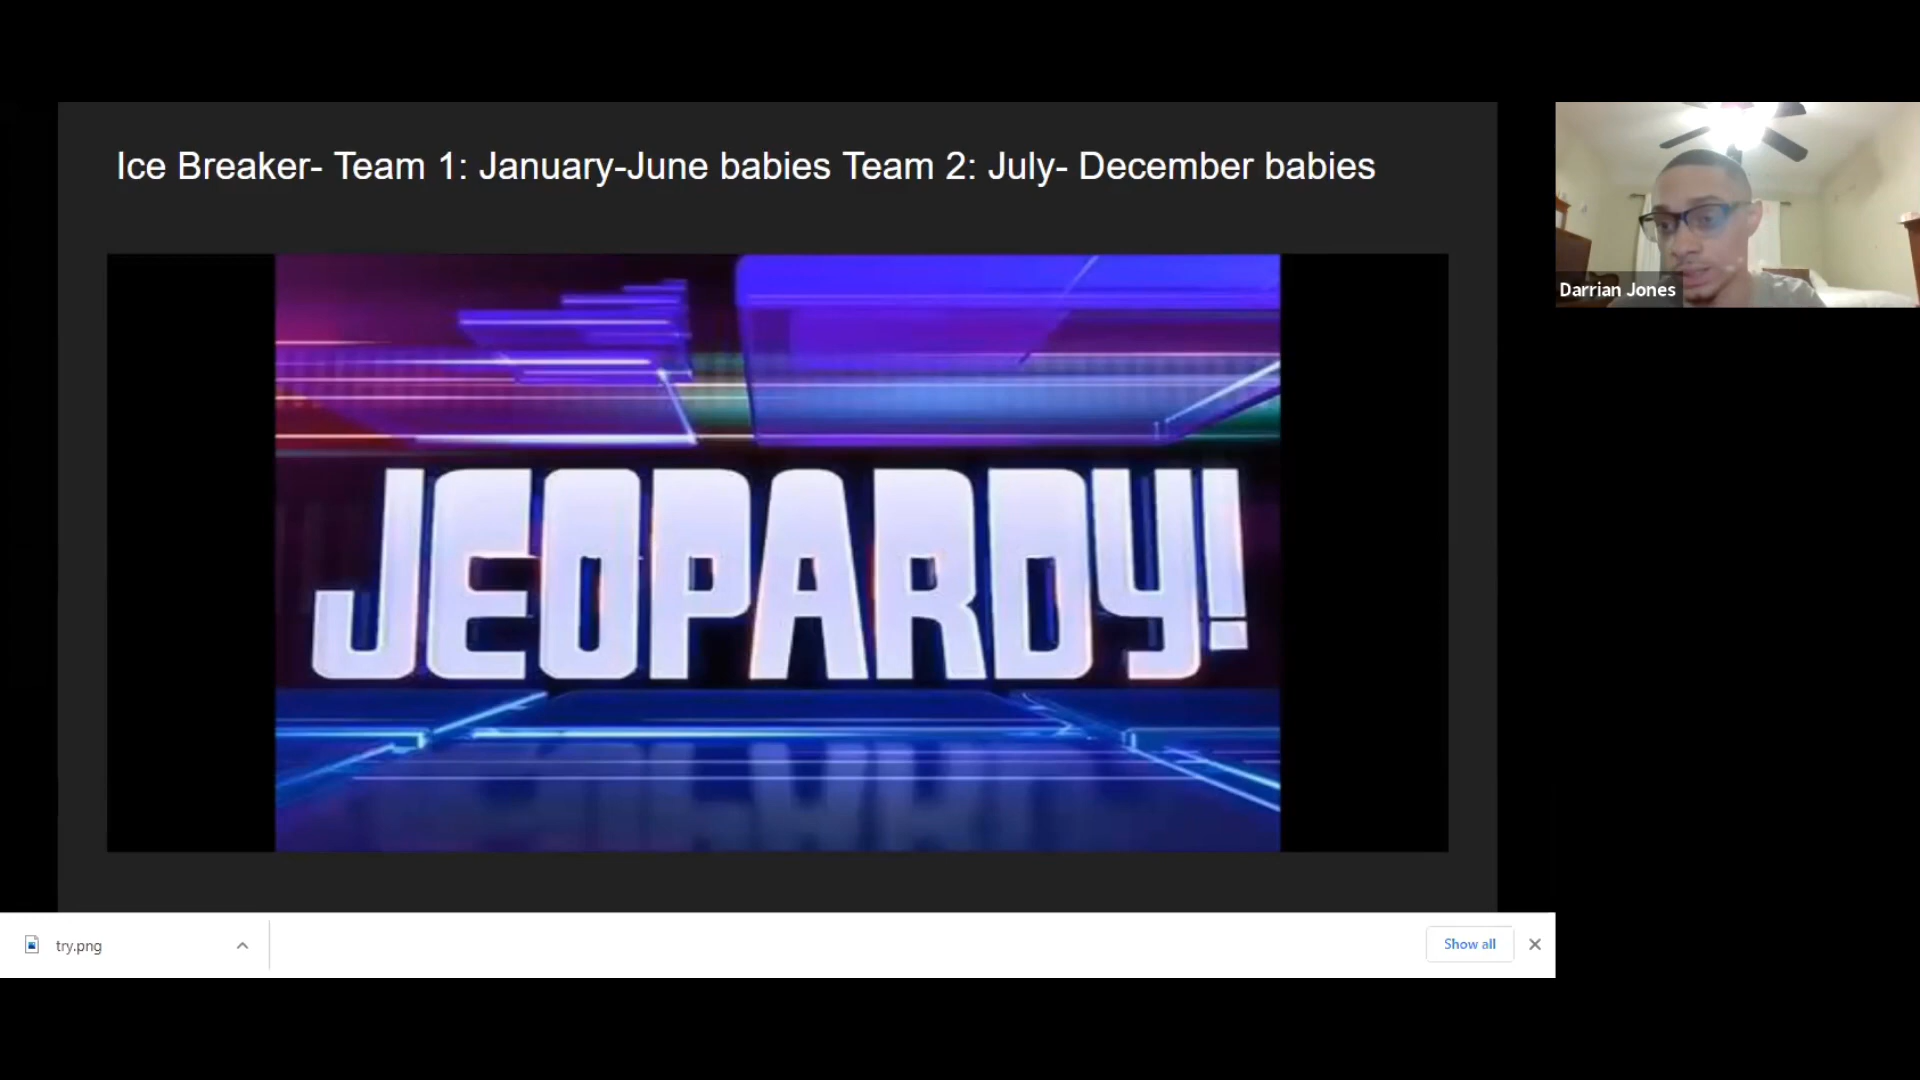 Ice Breaker- Team 1: January-June babies Team 2: July- December babies
JEOPARDY!
Darrian Jones
try.png
Show all